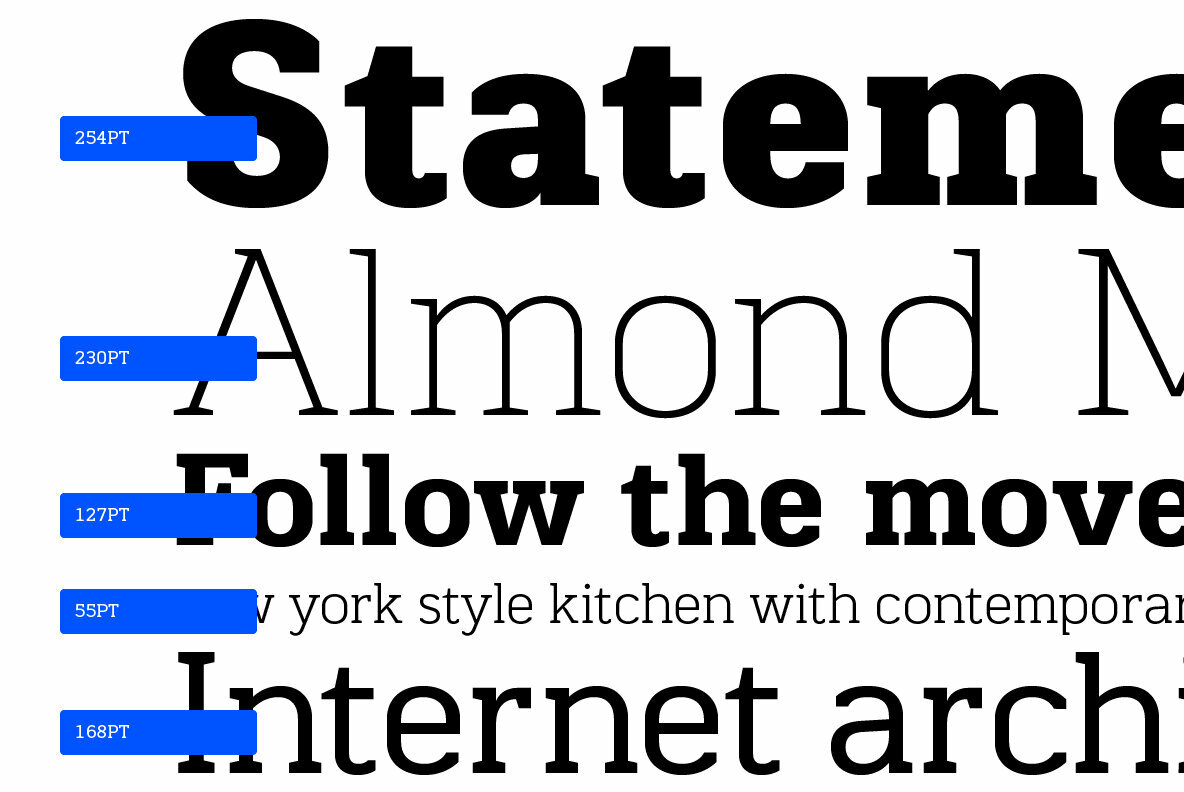 254PT
Stateme
230PT
Almond M
127PT
Follow the move
55PT
w york style kitchen with contemporar
168PT
Internet archi